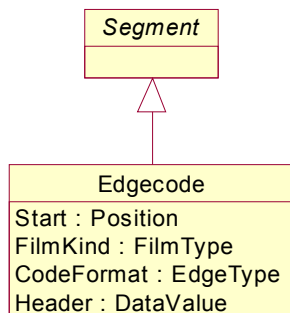 Segment
Edgecode
Start : Position
FilmKind : FilmType
CodeFormat : EdgeType
Header : DataValue